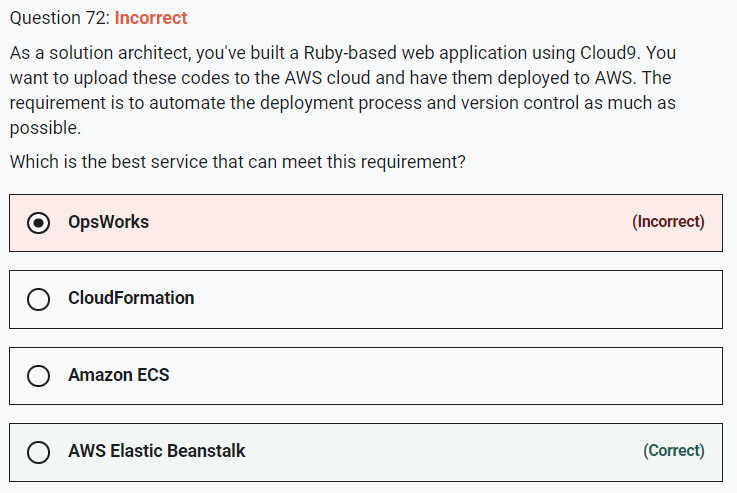 Question 72: Incorrect
As a solution architect, you've built a Ruby-based web application using Cloud9. You
want to upload these codes to the AWS cloud and have them deployed to AWS. The
requirement is to automate the deployment process and version control as much as
possible.
Which is the best service that can meet this requirement?
OpsWorks (Incorrect)
CloudFormation
Amazon ECS
AWS Elastic Beanstalk (Correct)